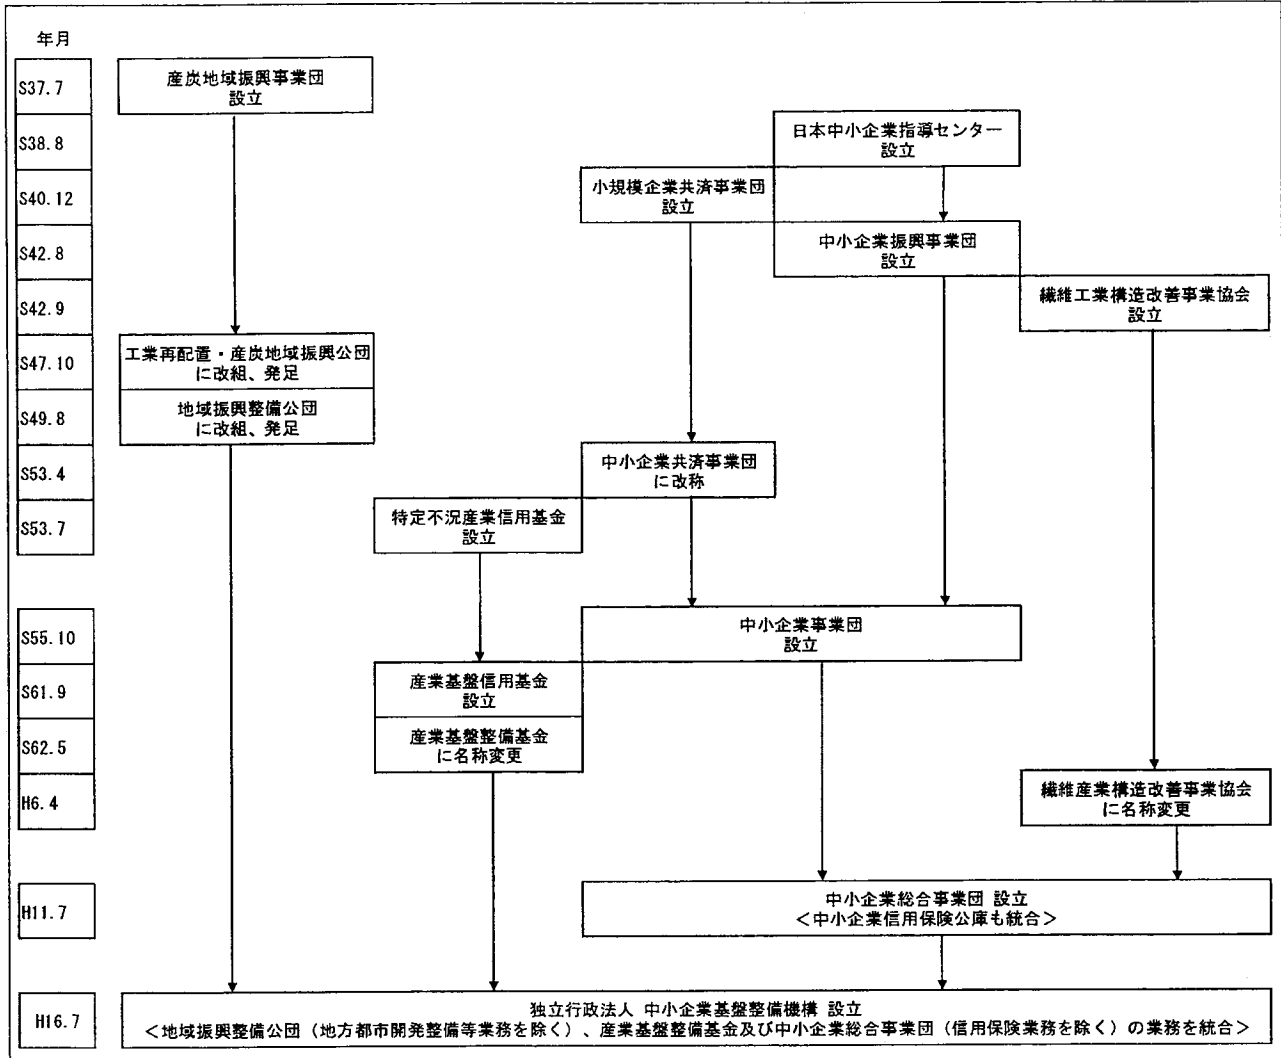 年月
S37.7
産炭地域振興事業団
設立
S38.8
日本中小企業指導センター
設立
S40.12
小規模企業共済事業団
設立
S42.8
中小企業振興事業団
設立
S42.9
繊維工業構造改善事業協会
設立
S47.10
工業再配置・産炭地域振興公団
に改組、発足
S49.8
地域振興整備公団
に改組、発足
S53.4
中小企業共済事業団
に改称
S53.7
特定不況産業信用基金
設立
S55.10
中小企業事業団
設立
S61.9
産業基盤信用基金
設立
S62.5
産業基盤整備基金
に名称変更
H6.4
繊維産業構造改善事業協会
に名称変更
H11.7
中小企業総合事業団 設立
<中小企業信用保険公庫も統合>
H16.7
独立行政法人 中小企業基盤整備機構 設立
<地域振興整備公団（地方都市開発整備等業務を除く）、産業基盤整備基金及び中小企業総合事業団（信用保険業務を除く）の業務を統合>